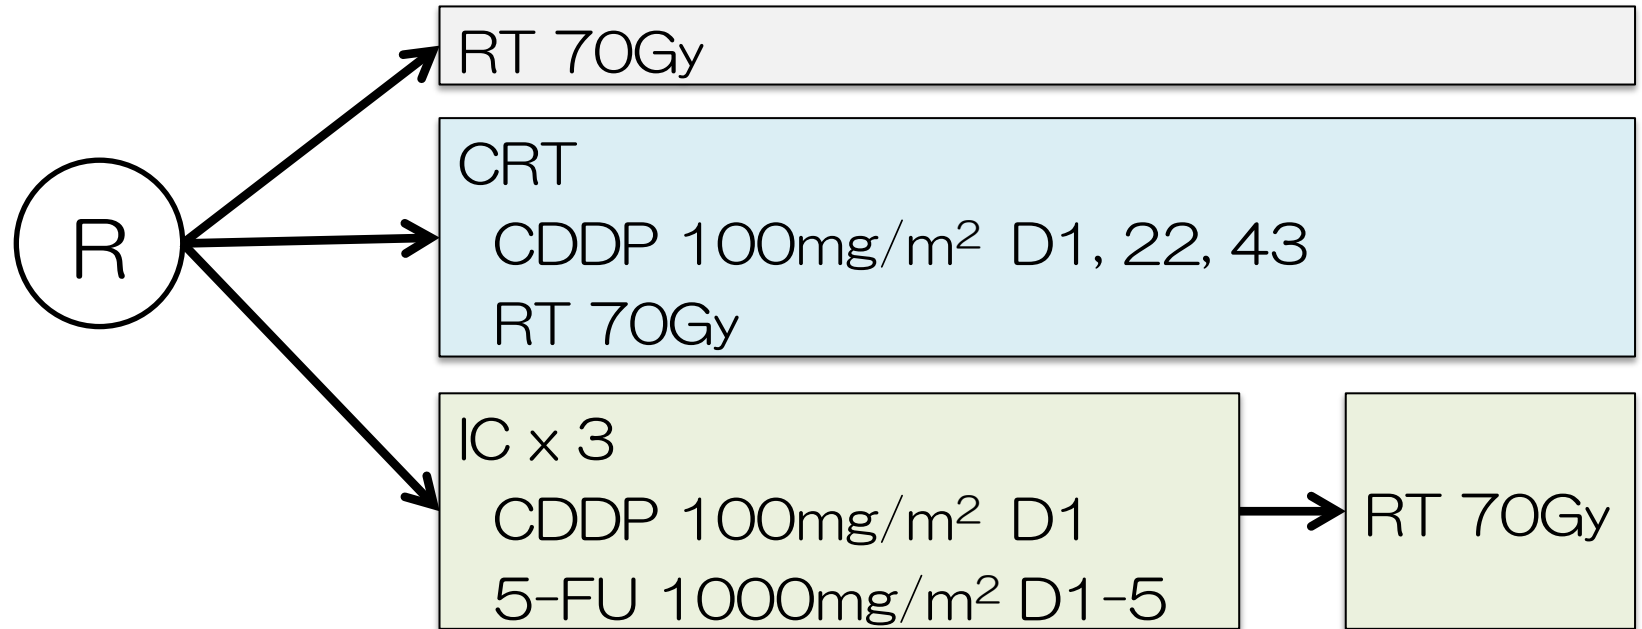 R
RT 70Gy
CRT
CDDP 100mg/m² D1, 22, 43
RT 70Gy
IC x 3
CDDP 100mg/m² D1
5-FU 1000mg/m² D1-5
RT 70Gy